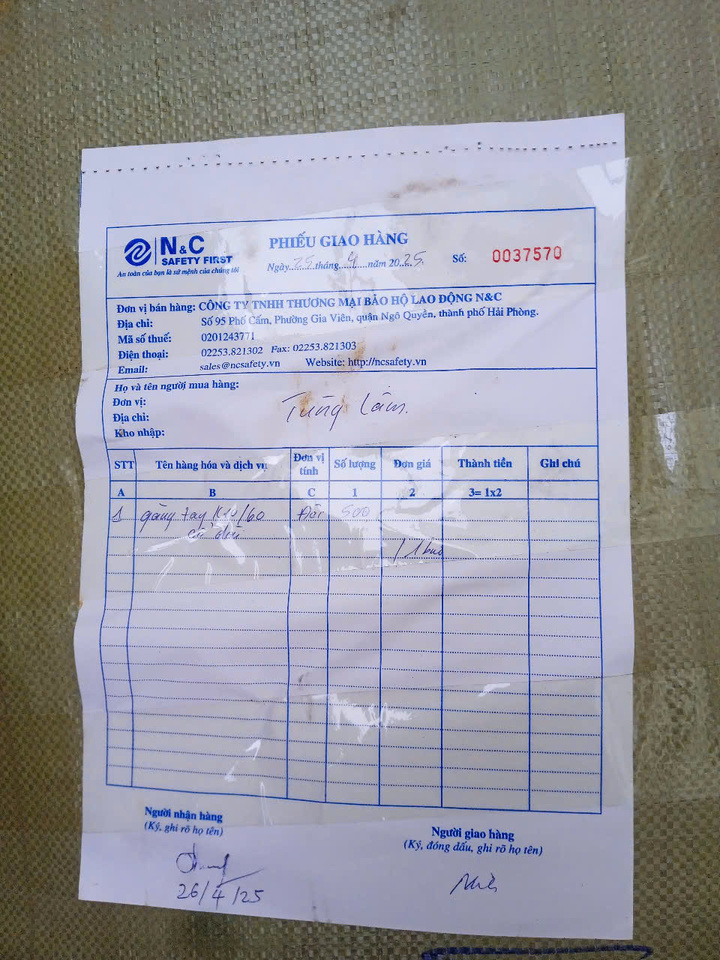 N&C
SAFETY FIRST
An toàn của bạn là sứ mệnh của chúng tôi
PHIẾU GIAO HÀNG
Ngày 25 tháng 4 năm 2025.
Số: 0037570
Đơn vị bán hàng: CÔNG TY TNHH THƯƠNG MẠI BẢO HỘ LAO ĐỘNG N&C
Địa chỉ: Số 95 Phố Cấm, Phường Gia Viên, quận Ngô Quyền, thành phố Hải Phòng.
Mã số thuế: 0201243771
Điện thoại: 02253.821302 Fax: 02253.821303
Email: sales@ncsafety.vn Website: http://ncsafety.vn
Họ và tên người mua hàng:
Đơn vị: Tùng Lâm.
Địa chỉ:
Kho nhập:
STT Tên hàng hóa và dịch vụ Đơn vị tính Số lượng Đơn giá Thành tiền Ghi chú
A B C 1 2 3= 1x2
1 găng tay K10/60 Đôi 500
Người nhận hàng
(Ký, ghi rõ họ tên)
26/4/25
Người giao hàng
(Ký, đóng dấu, ghi rõ họ tên)